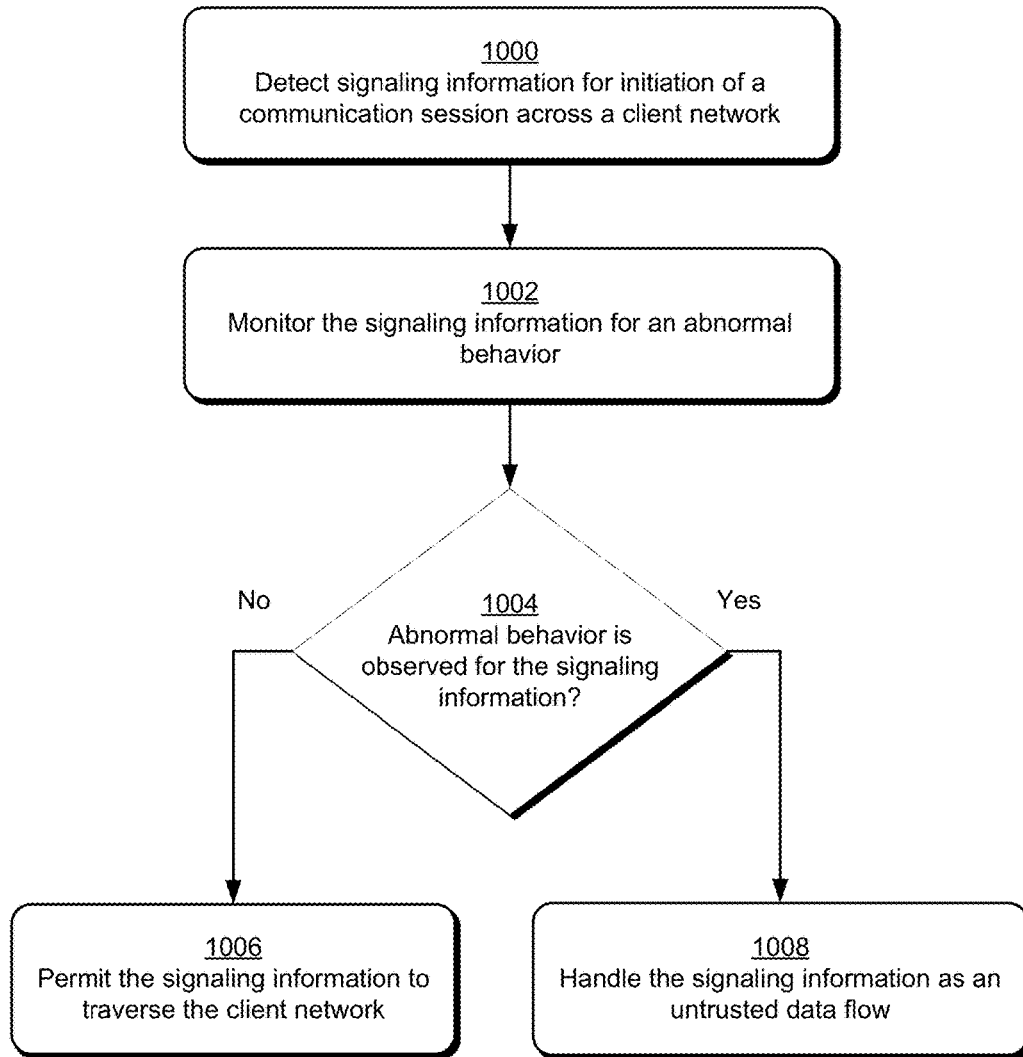 1000
Detect signaling information for initiation of a
communication session across a client network
1002
Monitor the signaling information for an abnormal
behavior
No
Yes
1004
Abnormal behavior is
observed for the signaling
information?
1006
Permit the signaling information to
traverse the client network
1008
Handle the signaling information as an
untrusted data flow